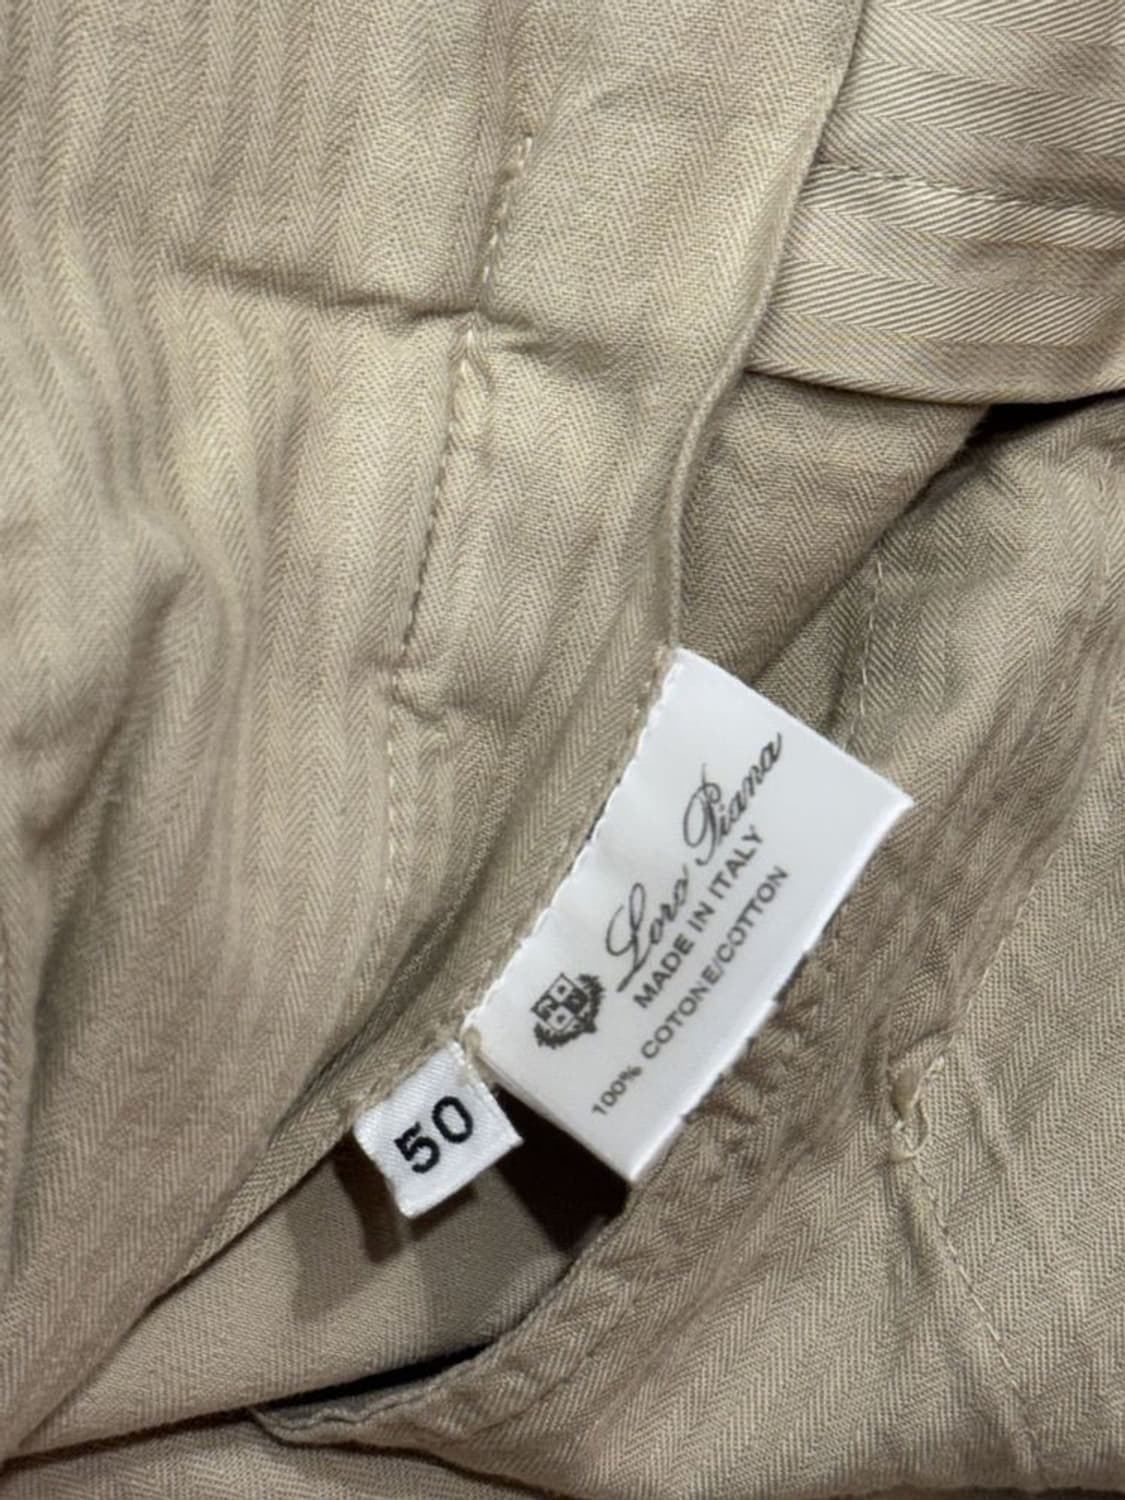 Loro Piana
MADE IN ITALY
100% COTONE/COTTON
50